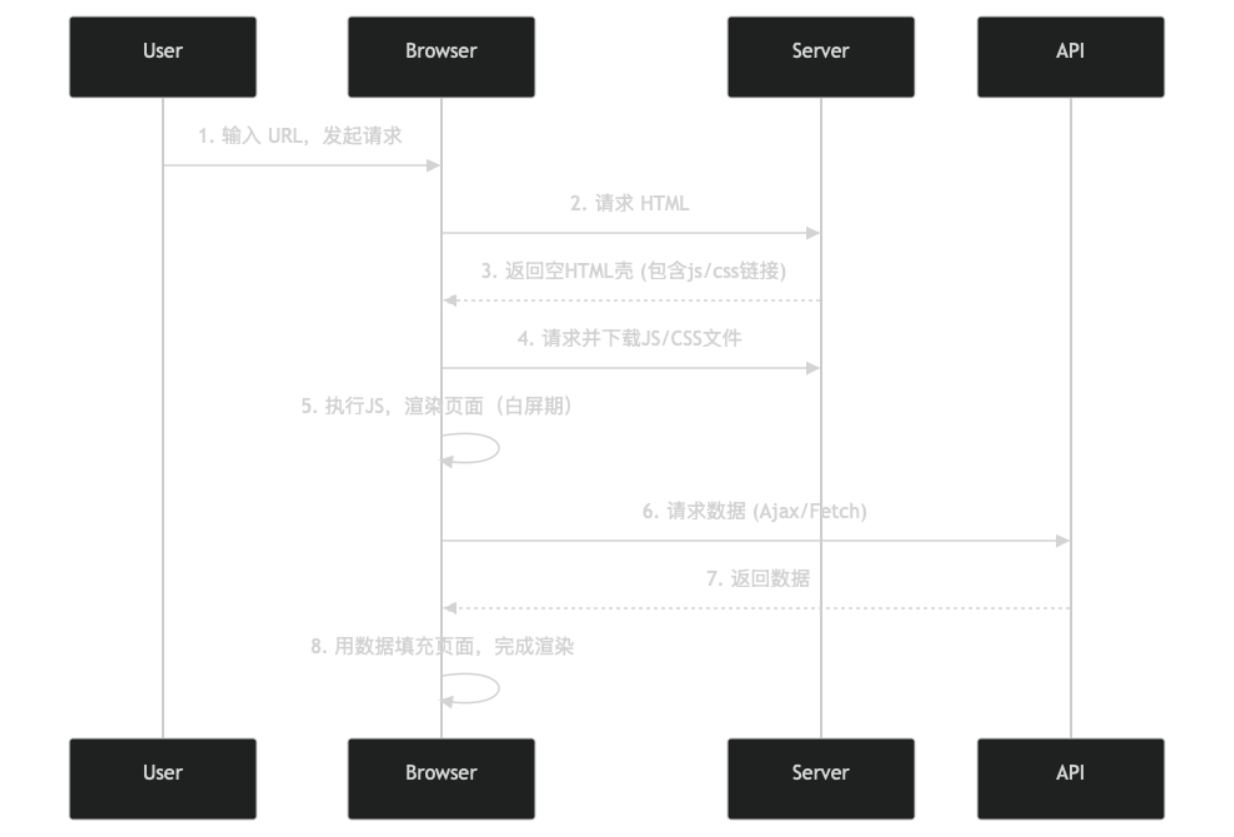 User Browser Server API
1. 输入 URL，发起请求
2. 请求 HTML
3. 返回空HTML壳 (包含js/css链接)
4. 请求并下载JS/CSS文件
5. 执行JS，渲染页面（白屏期）
6. 请求数据 (Ajax/Fetch)
7. 返回数据
8. 用数据填充页面，完成渲染
User Browser Server API